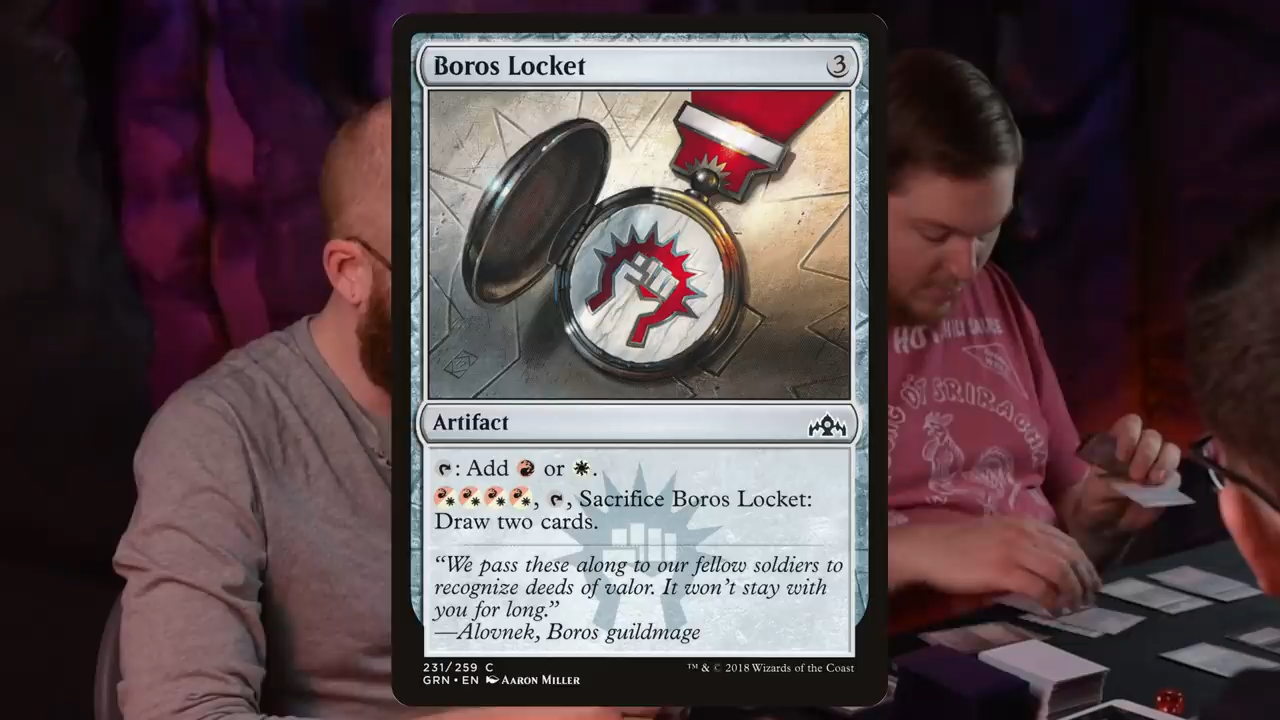 Boros Locket 3
Artifact
: Add or .
, , Sacrifice Boros Locket:
Draw two cards.
“We pass these along to our fellow soldiers to
recognize deeds of valor. It won’t stay with
you for long.”
—Alovnek, Boros guildmage
231/259 C
GRN • EN Aaron Miller
™ & © 2018 Wizards of the Coast
SRIRACHA